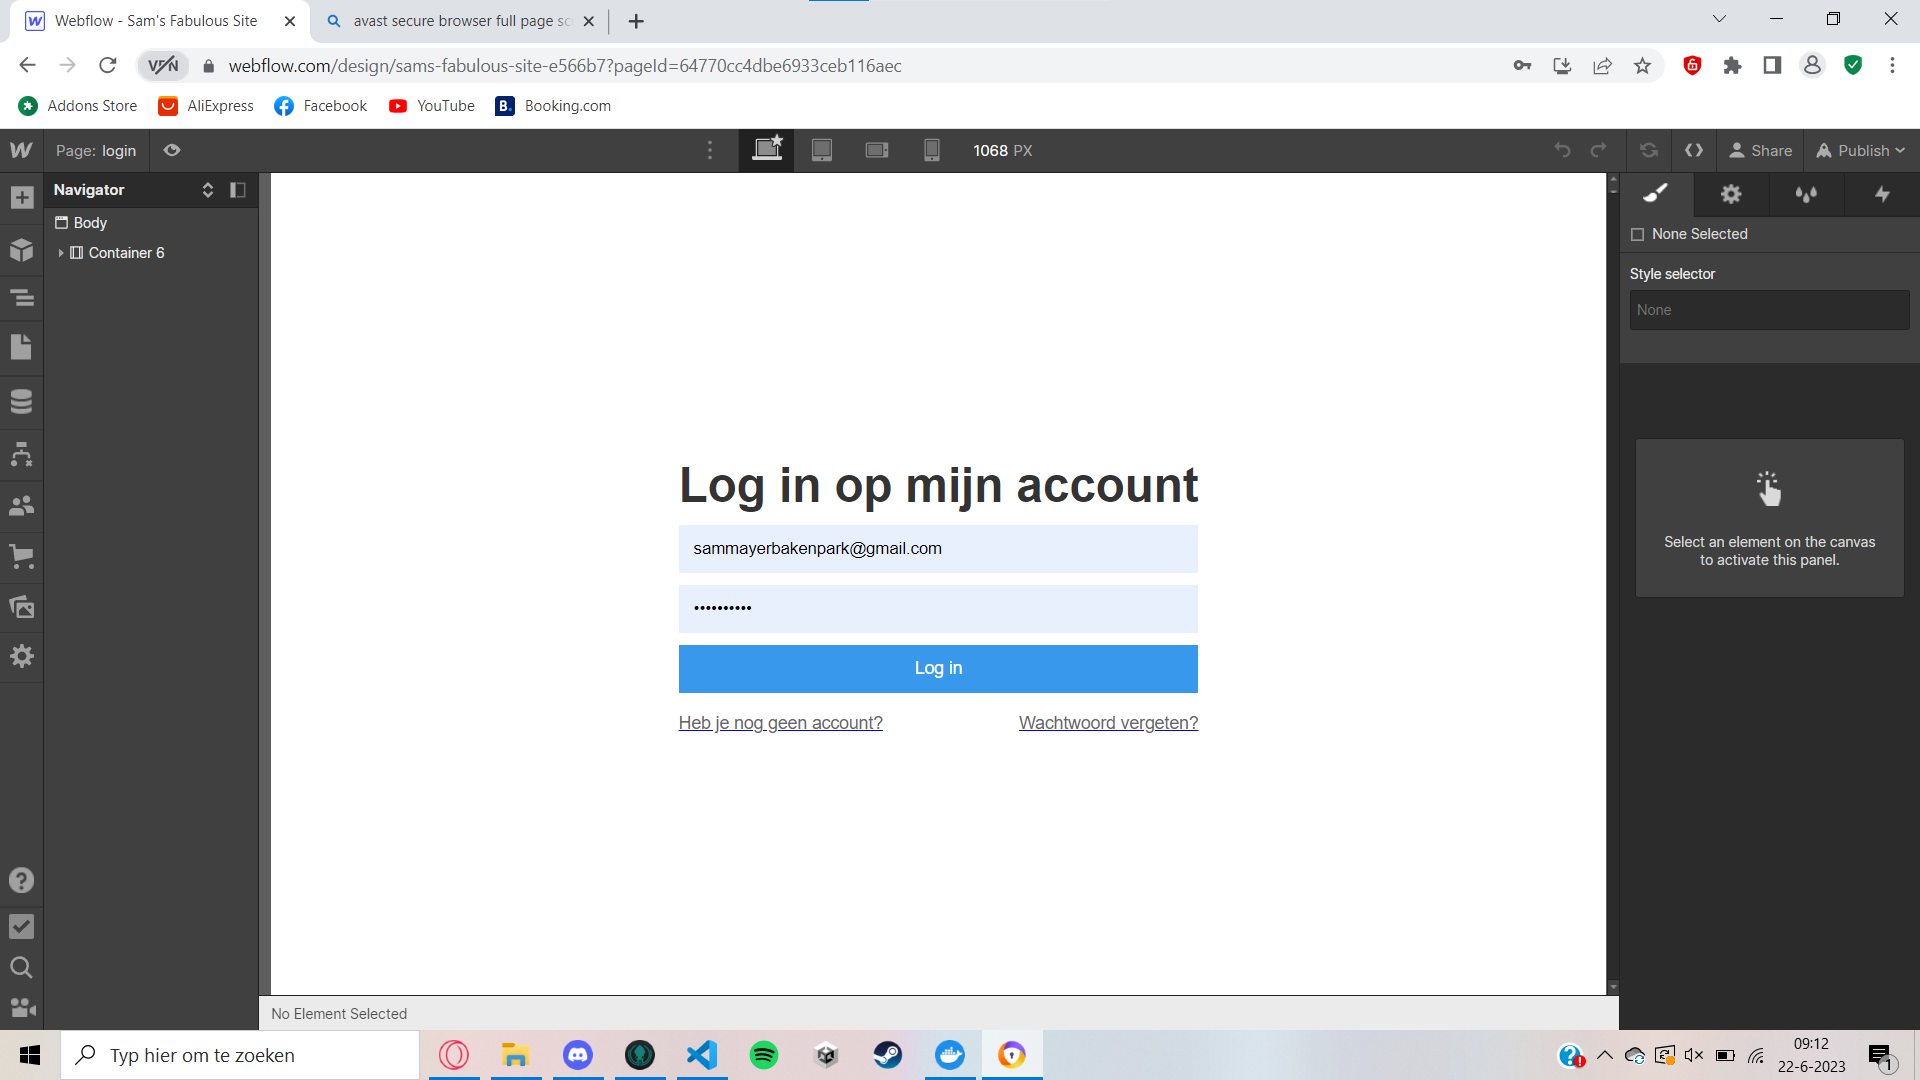 Webflow - Sam's Fabulous Site
avast secure browser full page sc
VPN
webflow.com/design/sams-fabulous-site-e566b7?pageId=64770cc4dbe6933ceb116aec
Addons Store
AliExpress
Facebook
YouTube
B.
Booking.com
Page: login
1068 PX
Share
Publish
Navigator
Body
Container 6
None Selected
Style selector
None
Select an element on the canvas
to activate this panel.
Log in op mijn account
sammayerbakenpark@gmail.com
••••••••••
Log in
Heb je nog geen account?
Wachtwoord vergeten?
No Element Selected
Typ hier om te zoeken
09:12
22-6-2023
1